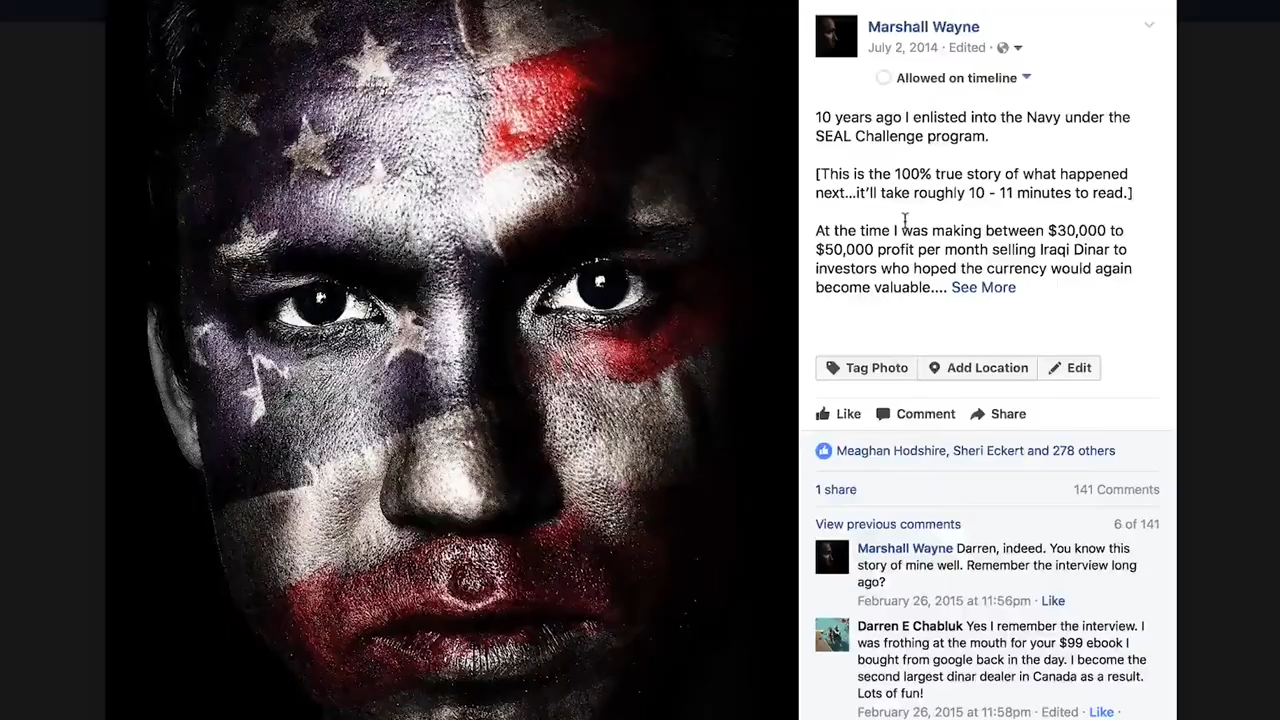 Marshall Wayne
July 2, 2014 · Edited ·
Allowed on timeline
10 years ago I enlisted into the Navy under the
SEAL Challenge program.
[This is the 100% true story of what happened
next...it'll take roughly 10 - 11 minutes to read.]
At the time I was making between $30,000 to
$50,000 profit per month selling Iraqi Dinar to
investors who hoped the currency would again
become valuable.... See More
Tag Photo Add Location Edit
Like Comment Share
Meaghan Hodshire, Sheri Eckert and 278 others
1 share 141 Comments
View previous comments 6 of 141
Marshall Wayne Darren, indeed. You know this
story of mine well. Remember the interview long
ago?
February 26, 2015 at 11:56pm · Like
Darren E Chabluk Yes I remember the interview. I
was frothing at the mouth for your $99 ebook I
bought from google back in the day. I become the
second largest dinar dealer in Canada as a result.
Lots of fun!
February 26, 2015 at 11:58pm · Edited · Like ·